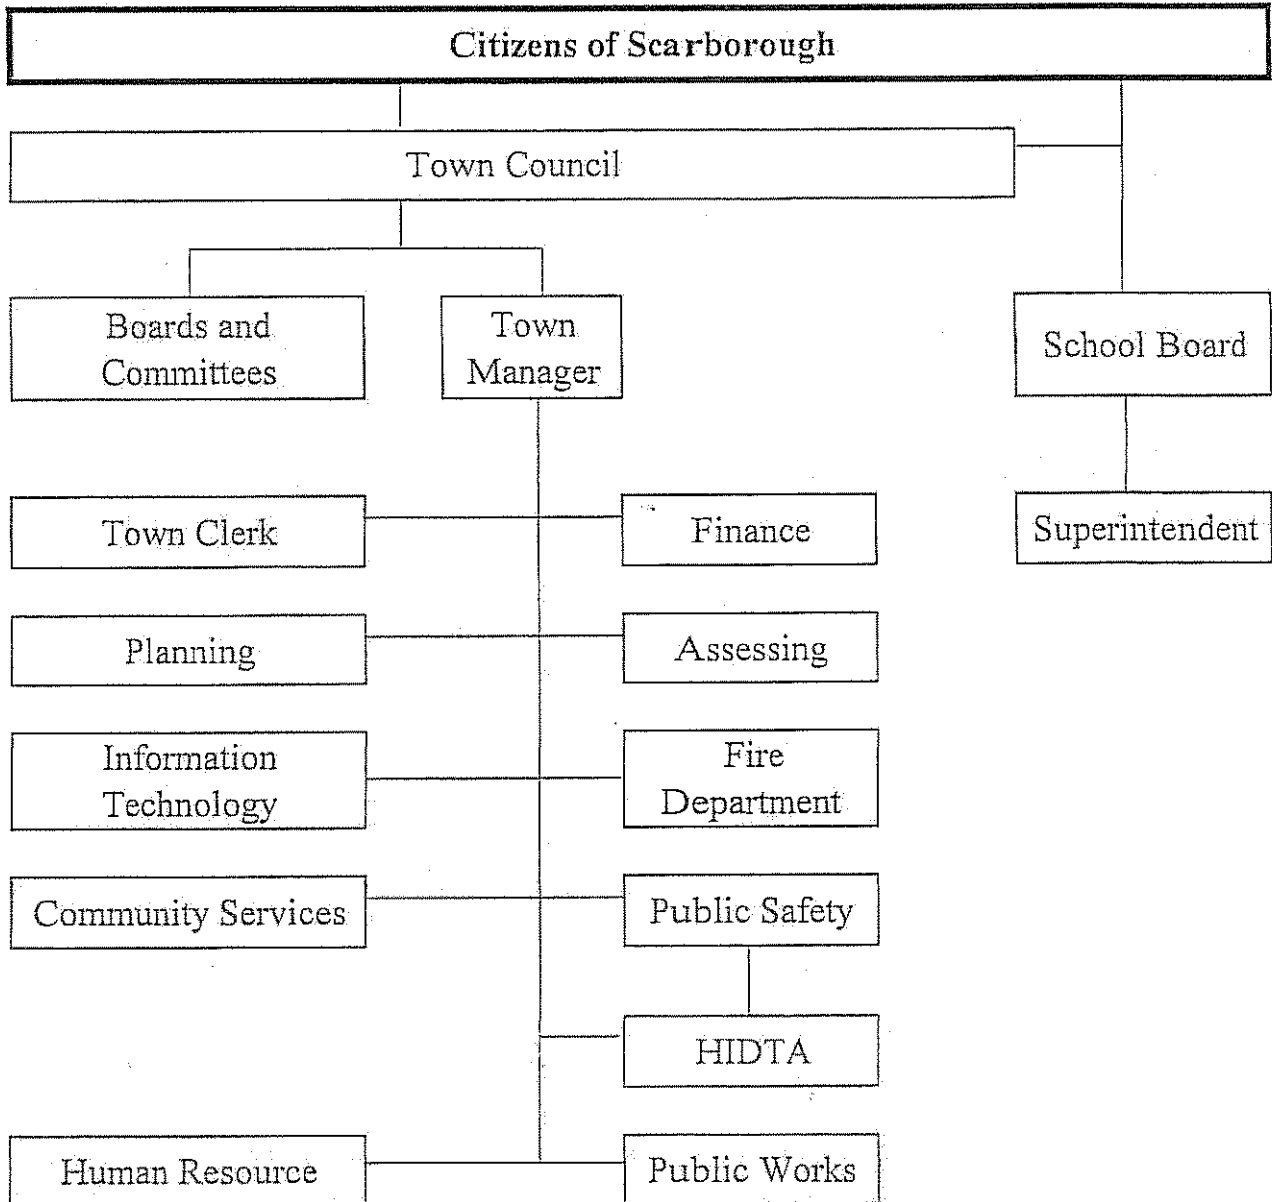 Citizens of Scarborough
Town Council
Boards and
Committees
Town
Manager
School Board
Town Clerk
Finance
Superintendent
Planning
Assessing
Information
Technology
Fire
Department
Community Services
Public Safety
HIDTA
Human Resource
Public Works